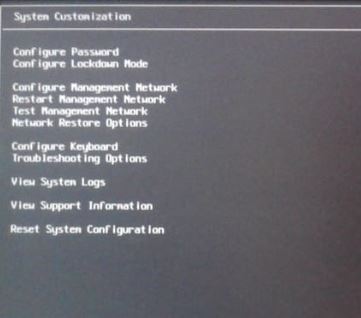 System Customization
Configure Password
Configure Lockdown Mode
Configure Management Network
Restart Management Network
Test Management Network
Network Restore Options
Configure Keyboard
Troubleshooting Options
View System Logs
View Support Information
Reset System Configuration